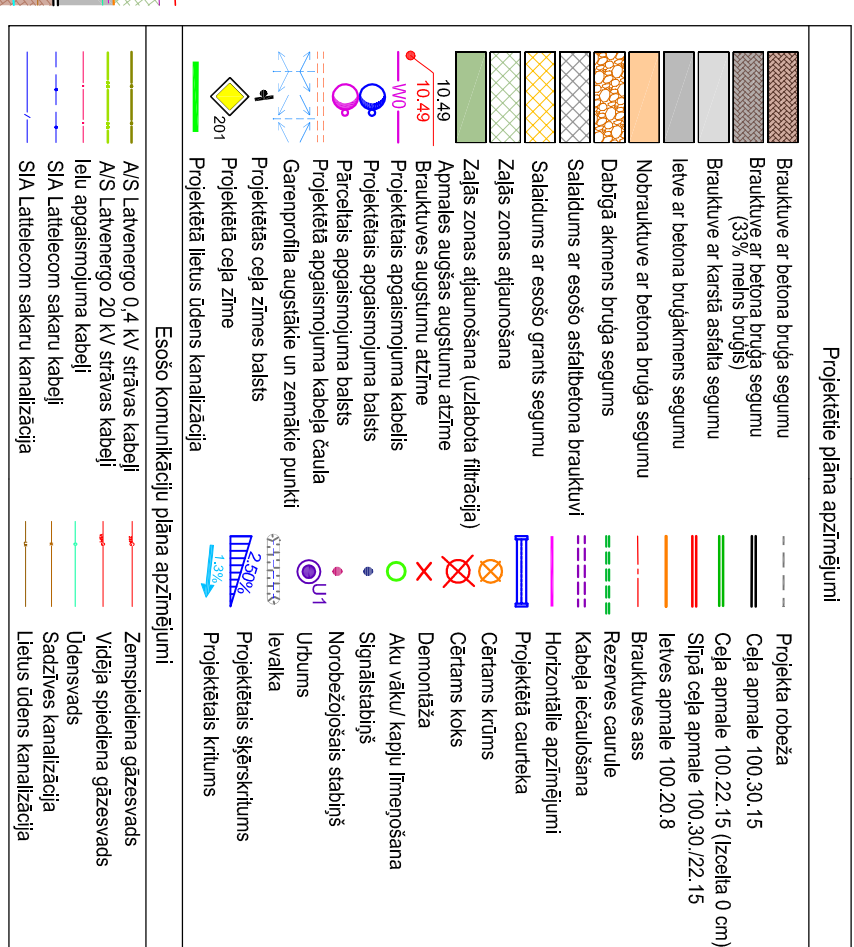 Projektētie plāna apzīmējumi
Brauktuve ar betona bruģa segumu
Brauktuve ar betona bruģa segumu
(33% melns bruģis)
Brauktuve ar karstā asfalta segumu
Ietve ar betona bruģakmens segumu
Nobrauktuve ar betona bruģa segumu
Dabīgā akmens bruģa segums
Salaidums ar esošo asfaltbetona brauktuvi
Salaidums ar esošo grants segumu
Zaļās zonas atjaunošana
Zaļās zonas atjaunošana (uzlabota filtrācija)
10.49
Apmales augšas augstumu atzīme
10.49
Brauktuves augstumu atzīme
W0
Projektētais apgaismojuma kabelis
Projektētais apgaismojuma balsts
Pārceltais apgaismojuma balsts
Projektētā apgaismojuma kabeļa čaula
Garenprofila augstākie un zemākie punkti
Projektētās ceļa zīmes balsts
201
Projektētā ceļa zīme
Projektētā lietus ūdens kanalizācija
Projekta robeža
Ceļa apmale 100.30.15
Ceļa apmale 100.22.15 (Izcelta 0 cm)
Slīpā ceļa apmale 100.30./22.15
Ietves apmale 100.20.8
Brauktuves ass
Rezerves caurule
Kabeļa iečaulošana
Horizontālie apzīmējumi
Projektētā caurteka
Cērtams krūms
Cērtams koks
Demontāža
Aku vāku/ kapju līmeņošana
Signālstabiņš
Norobežojošais stabiņš
U1
Urbums
Ievalka
2.50%
Projektētais šķērskritums
1.3%
Projektētais kritums
Esošo komunikāciju plāna apzīmējumi
A/S Latvenergo 0,4 kV strāvas kabeļi
A/S Latvenergo 20 kV strāvas kabeļi
Ielu apgaismojuma kabeļi
SIA Lattelecom sakaru kabeļi
SIA Lattelecom sakaru kanalizācija
Zemspiediena gāzesvads
Vidēja spiediena gāzesvads
Ūdensvads
Sadzīves kanalizācija
Lietus ūdens kanalizācija